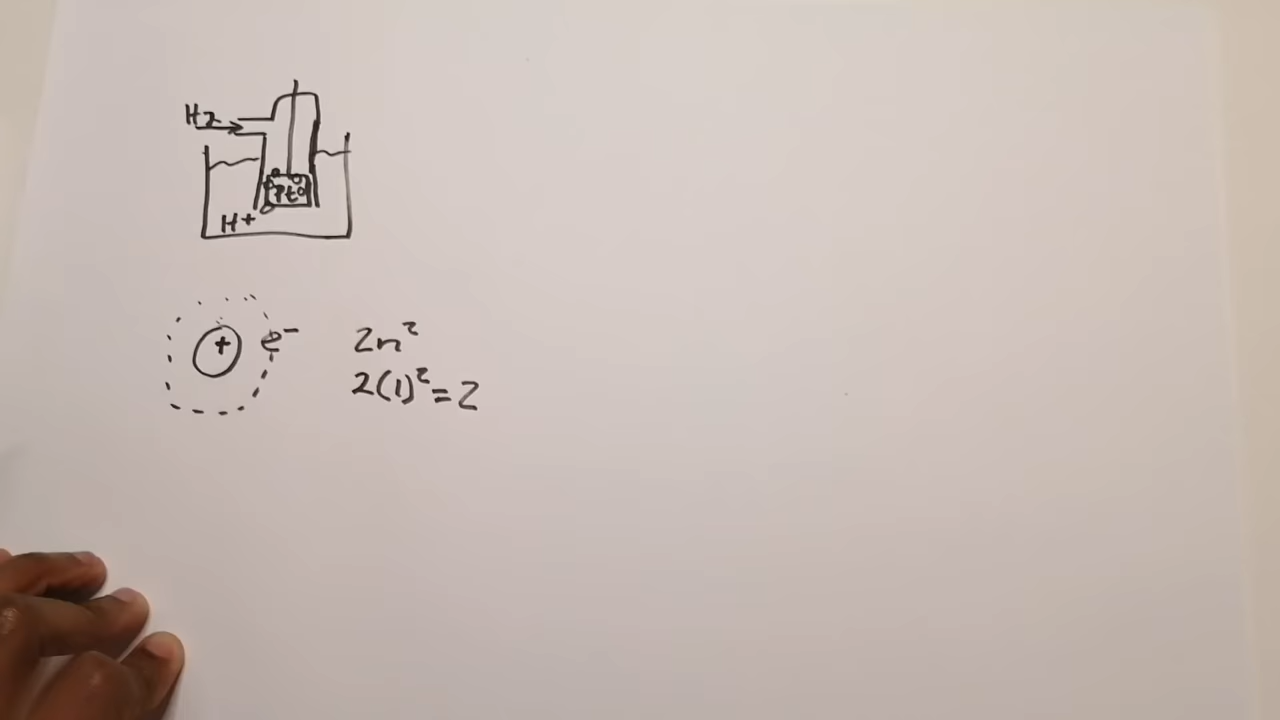 H2
Pt
H+
+ e-
2n²
2(1)² = 2